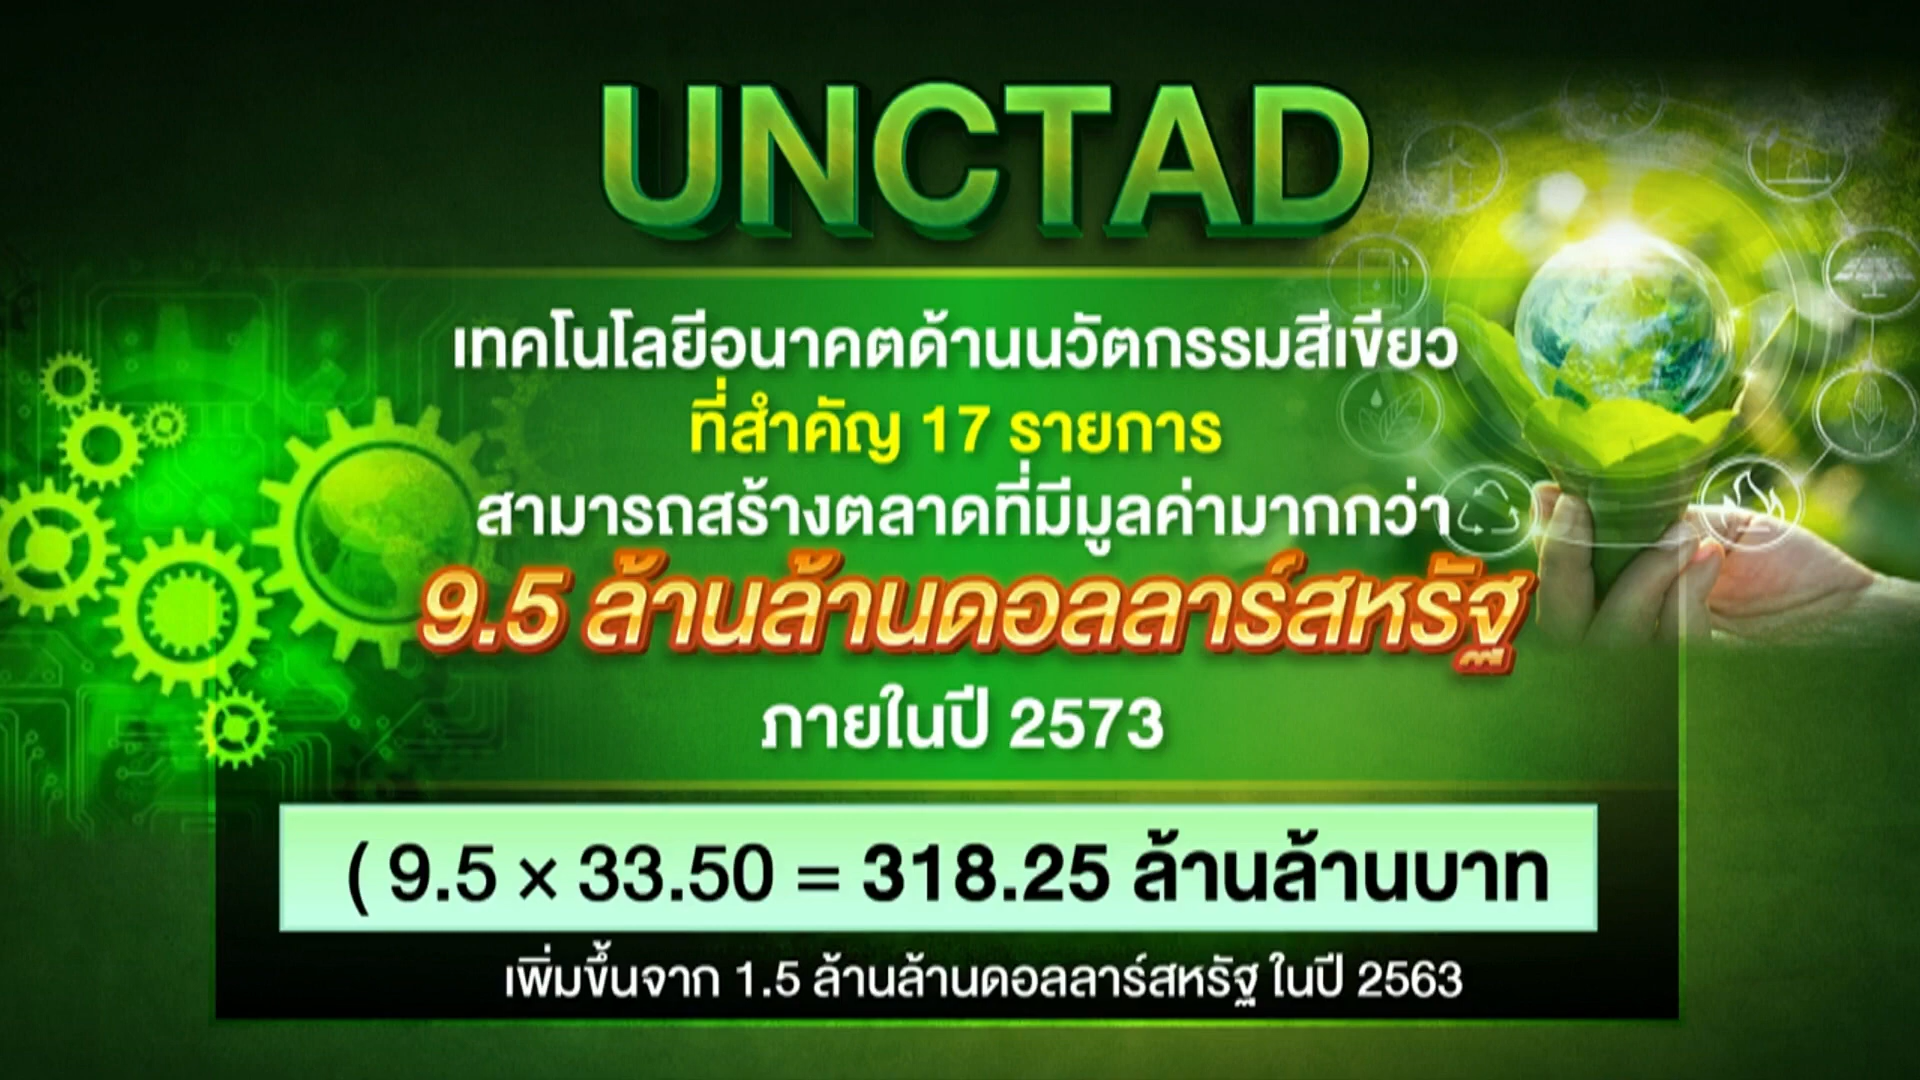 UNCTAD
เทคโนโลยีอนาคตด้านนวัตกรรมสีเขียว
ที่สำคัญ 17 รายการ
สามารถสร้างตลาดที่มีมูลค่ามากกว่า
9.5 ล้านล้านดอลลาร์สหรัฐ
ภายในปี 2573
( 9.5 × 33.50 = 318.25 ล้านล้านบาท
เพิ่มขึ้นจาก 1.5 ล้านล้านดอลลาร์สหรัฐ ในปี 2563